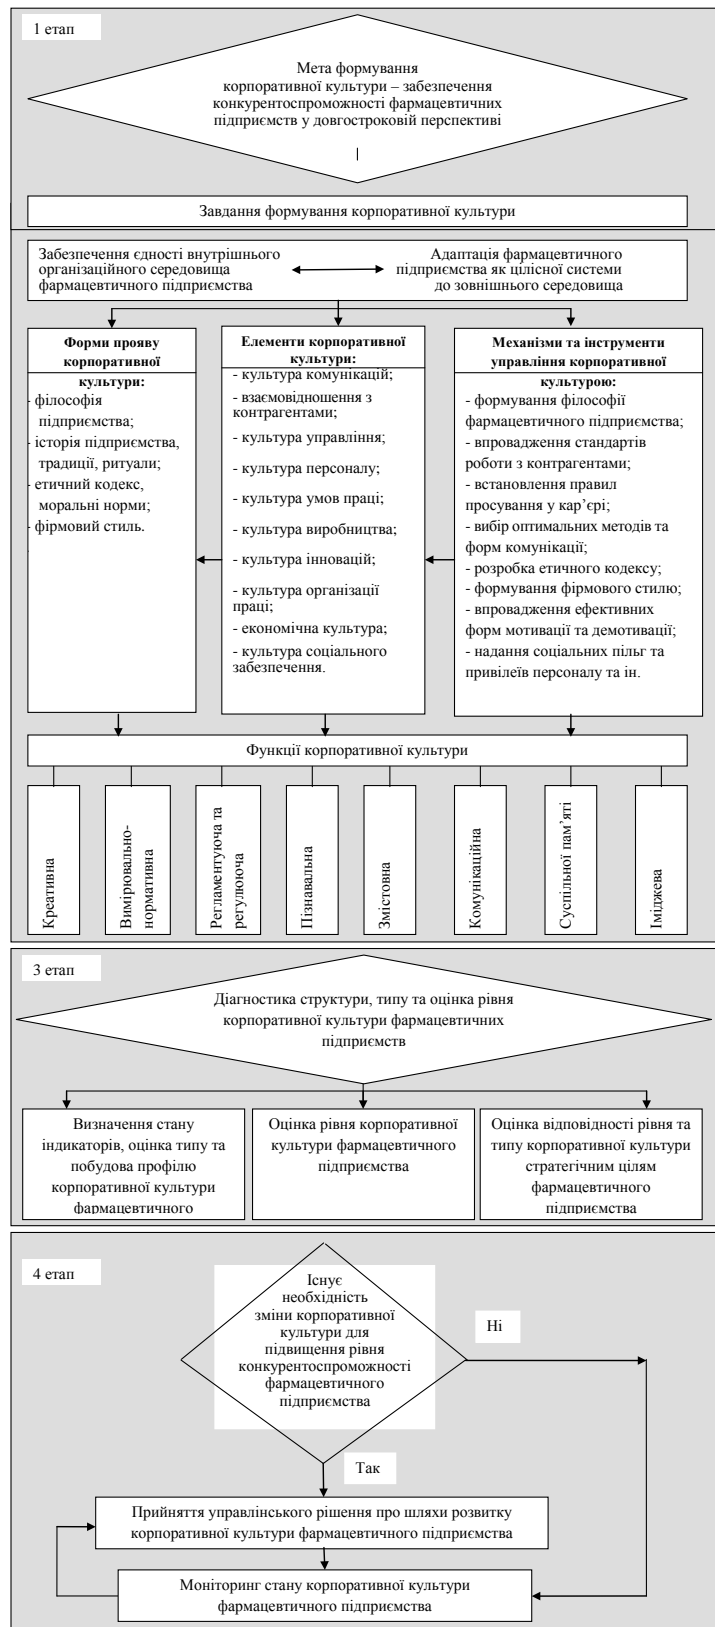 1 етап
Мета формування
корпоративної культури – забезпечення
конкурентоспроможності фармацевтичних
підприємств у довгостроковій перспективі
Завдання формування корпоративної культури
Забезпечення єдності внутрішнього
організаційного середовища
фармацевтичного підприємства
Адаптація фармацевтичного
підприємства як цілісної системи
до зовнішнього середовища
Форми прояву
корпоративної
культури:
- філософія
підприємства;
- історія підприємства,
традиції, ритуали;
- етичний кодекс,
моральні норми;
- фірмовий стиль.
Елементи корпоративної
культури:
- культура комунікацій;
- взаємовідношення з
контрагентами;
- культура управління;
- культура персоналу;
- культура умов праці;
- культура виробництва;
- культура інновацій;
- культура організації
праці;
- економічна культура;
- культура соціального
забезпечення.
Механізми та інструменти
управління корпоративної
культурою:
- формування філософії
фармацевтичного підприємства;
- впровадження стандартів
роботи з контрагентами;
- встановлення правил
просування у кар’єрі;
- вибір оптимальних методів та
форм комунікації;
- розробка етичного кодексу;
- формування фірмового стилю;
- впровадження ефективних
форм мотивації та демотивації;
- надання соціальних пільг та
привілеїв персоналу та ін.
Функції корпоративної культури
Креативна
Вимірювально-
нормативна
Регламентуюча та
регулююча
Пізнавальна
Змістовна
Комунікаційна
Суспільної пам’яті
Іміджева
3 етап
Діагностика структури, типу та оцінка рівня
корпоративної культури фармацевтичних
підприємств
Визначення стану
індикаторів, оцінка типу та
побудова профілю
корпоративної культури
фармацевтичного
Оцінка рівня корпоративної
культури фармацевтичного
підприємства
Оцінка відповідності рівня та
типу корпоративної культури
стратегічним цілям
фармацевтичного
підприємства
4 етап
Існує
необхідність
зміни корпоративної
культури для
підвищення рівня
конкурентоспроможності
фармацевтичного
підприємства
Ні
Так
Прийняття управлінського рішення про шляхи розвитку
корпоративної культури фармацевтичного підприємства
Моніторинг стану корпоративної культури
фармацевтичного підприємства